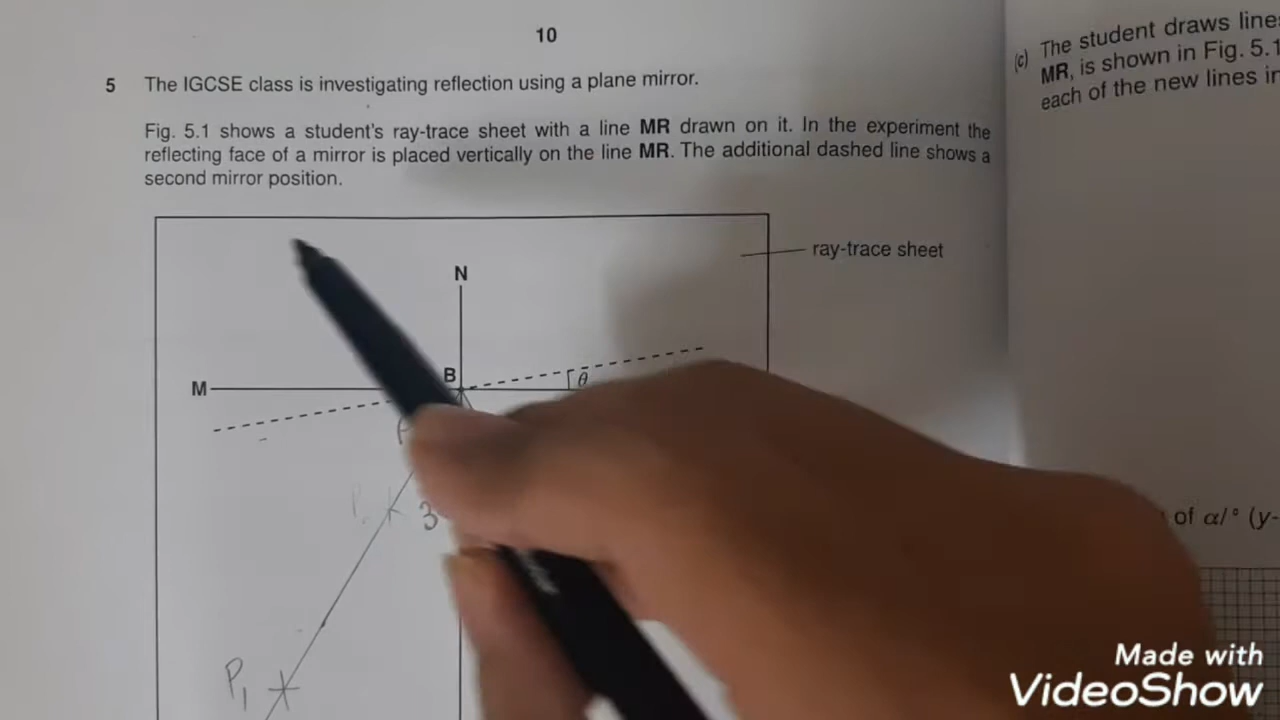 10
5 The IGCSE class is investigating reflection using a plane mirror.
Fig. 5.1 shows a student's ray-trace sheet with a line MR drawn on it. In the experiment the
reflecting face of a mirror is placed vertically on the line MR. The additional dashed line shows a
second mirror position.
ray-trace sheet
N
B
θ
M
3
P1
(c) The student draws lines
MR, is shown in Fig. 5.1
each of the new lines in
of α/° (y-
Made with
VideoShow